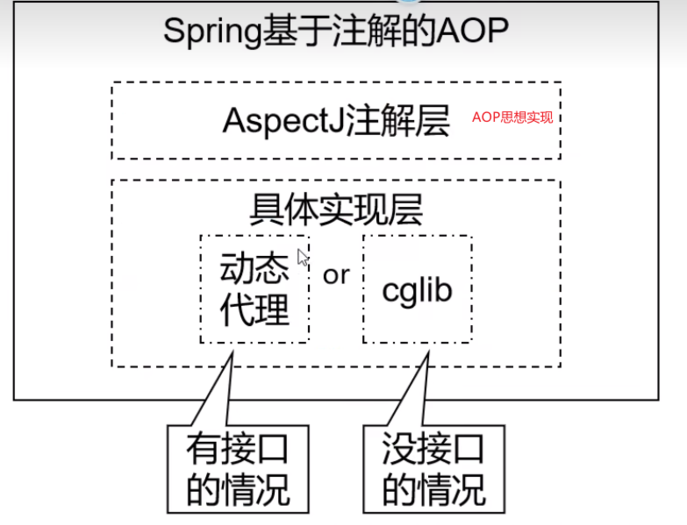 Spring基于注解的AOP
AspectJ注解层 AOP思想实现
具体实现层
动态
代理
or
cglib
有接口
的情况
没接口
的情况